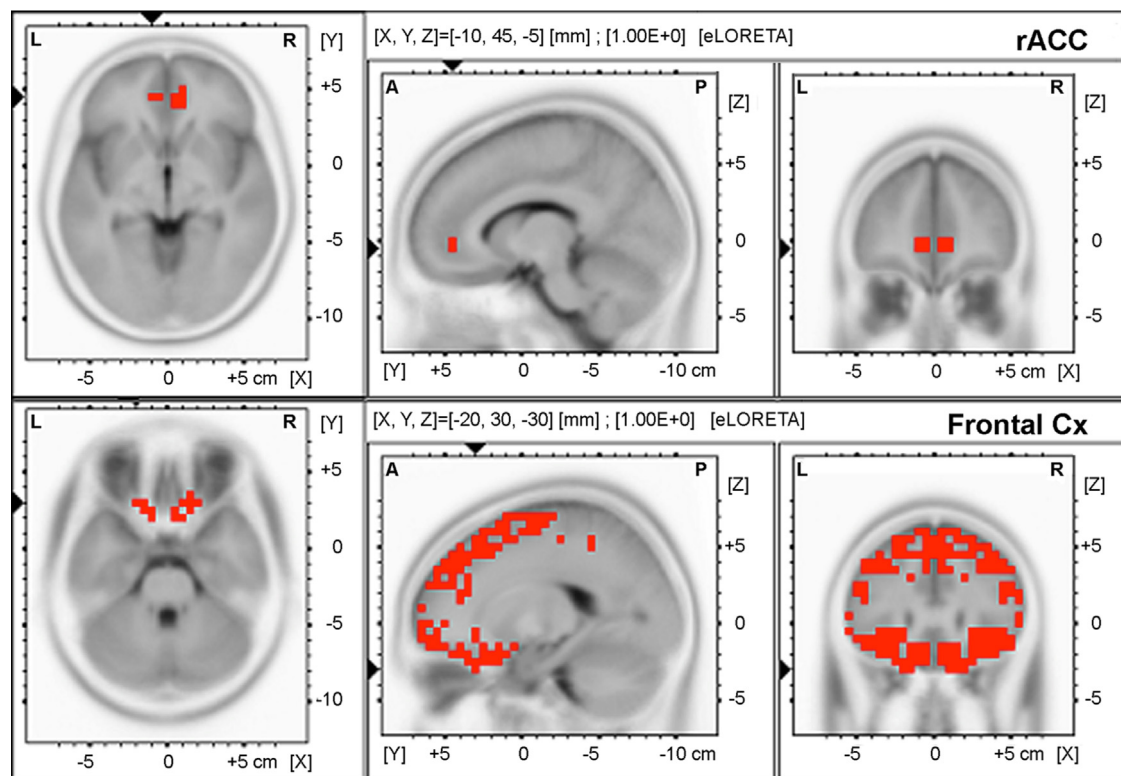 L R [Y]
+5
0
-5
-10
-5 0 +5 cm [X]
[X, Y, Z]=[-10, 45, -5] [mm] ; [1.00E+0] [eLORETA] rACC
A P [Z]
+5
0
-5
[Y] +5 0 -5 -10 cm
L R [Z]
+5
0
-5
-5 0 +5 cm [X]
L R [Y]
+5
0
-5
-10
-5 0 +5 cm [X]
[X, Y, Z]=[-20, 30, -30] [mm] ; [1.00E+0] [eLORETA] Frontal Cx
A P [Z]
+5
0
-5
[Y] +5 0 -5 -10 cm
L R [Z]
+5
0
-5
-5 0 +5 cm [X]